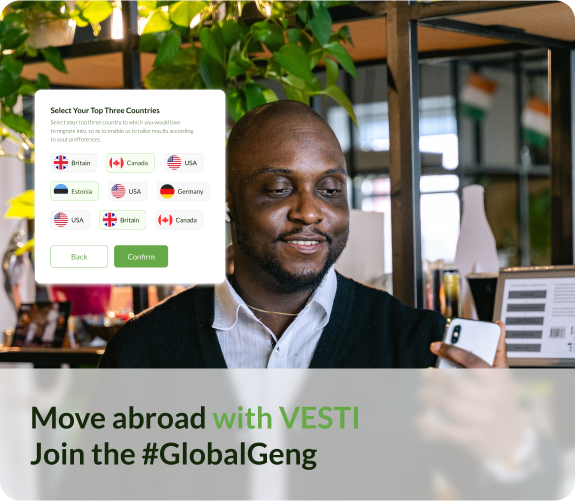 Select Your Top Three Countries
Select your top three country to which you would love
to migrate into, so as to enable us to tailor results according
to yout preferences.
Britain
Canada
USA
Estonia
USA
Germany
USA
Britain
Canada
Back
Confirm
Move abroad with VESTI
Join the #GlobalGeng